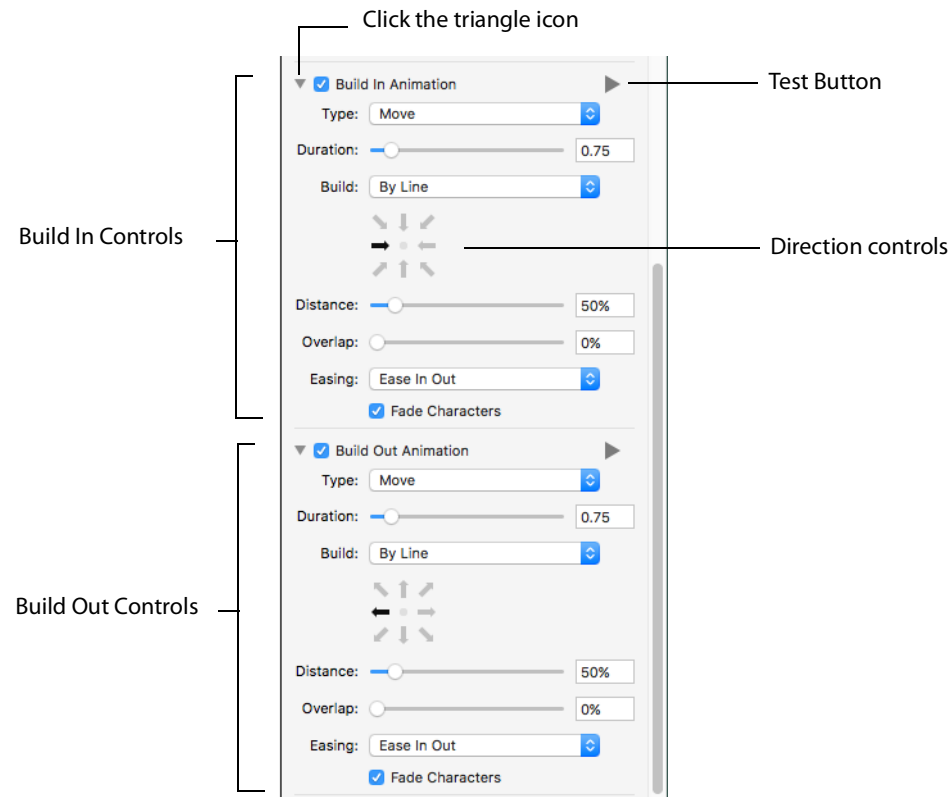 Click the triangle icon
Build In Animation
Test Button
Type: Move
Duration: 0.75
Build: By Line
Build In Controls
Direction controls
Distance: 50%
Overlap: 0%
Easing: Ease In Out
Fade Characters
Build Out Animation
Type: Move
Duration: 0.75
Build: By Line
Build Out Controls
Distance: 50%
Overlap: 0%
Easing: Ease In Out
Fade Characters